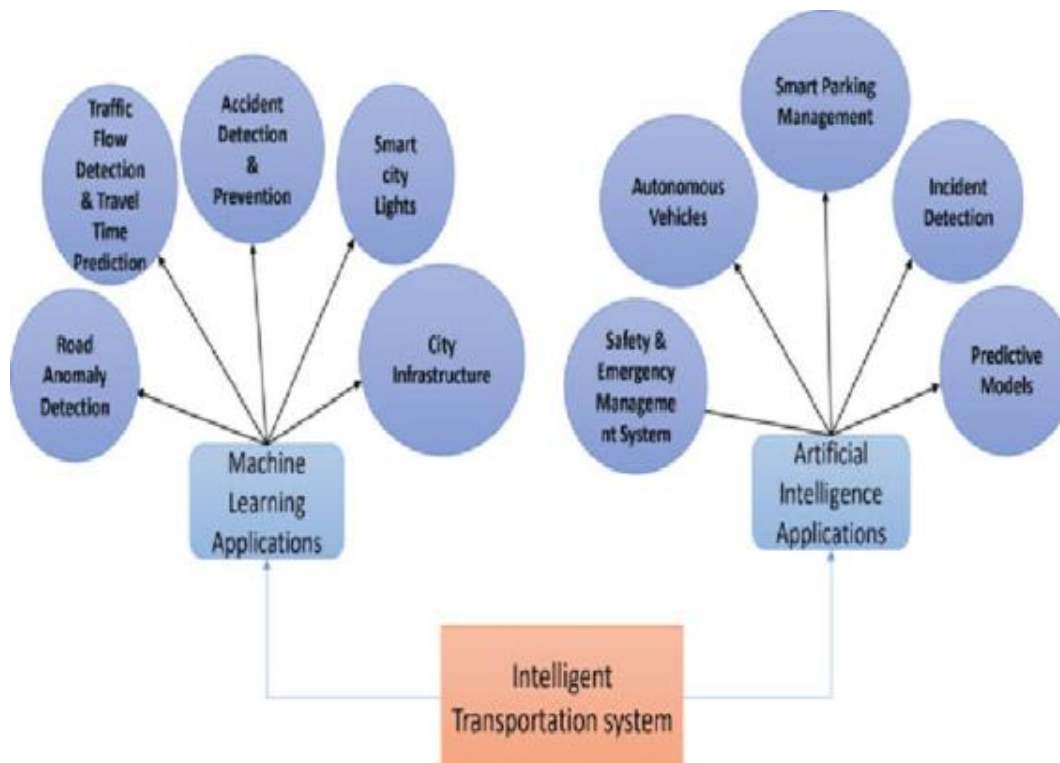 Traffic
Flow
Detection
& Travel
Time
Prediction
Accident
Detection
&
Prevention
Smart
city
Lights
Road
Anomaly
Detection
City
Infrastructure
Machine
Learning
Applications
Smart Parking
Management
Autonomous
Vehicles
Incident
Detection
Safety &
Emergency
Manageme
nt System
Predictive
Models
Artificial
Intelligence
Applications
Intelligent
Transportation system